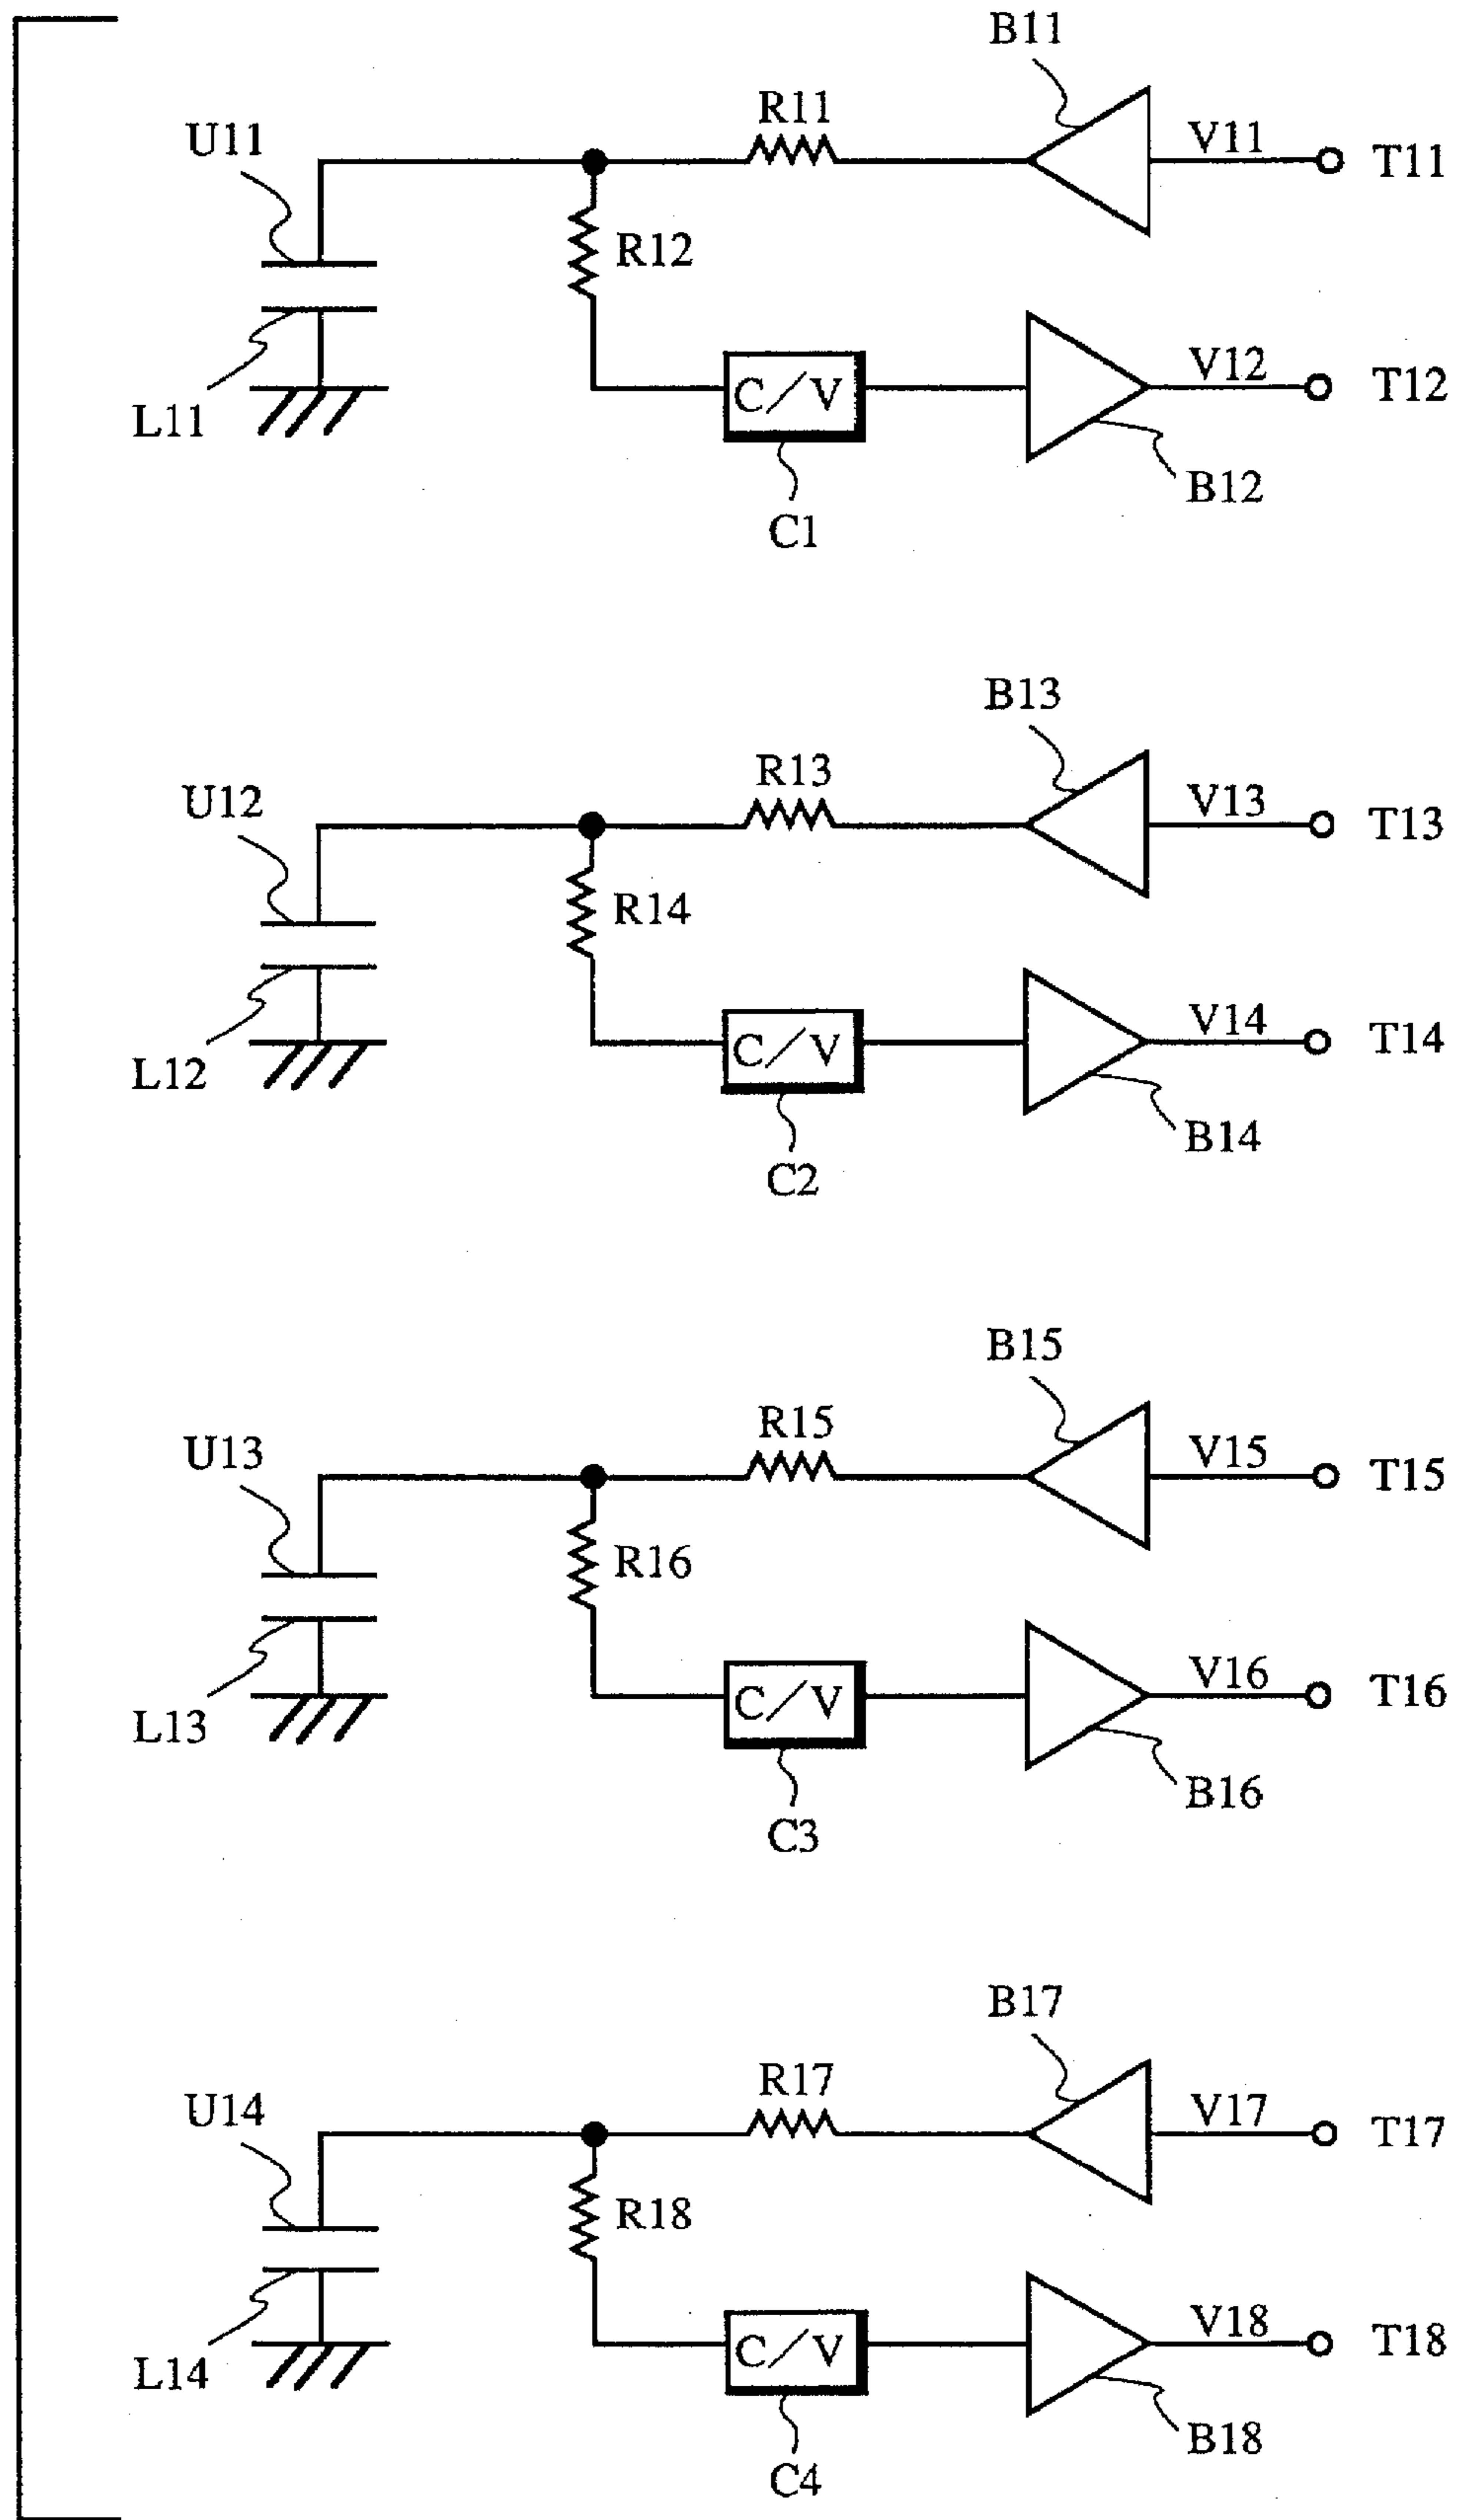 B11
R11
V11
T11
U11
R12
C/V
V12
T12
L11
B12
C1
B13
R13
V13
T13
U12
R14
C/V
V14
T14
L12
B14
C2
B15
R15
V15
T15
U13
R16
C/V
V16
T16
L13
B16
C3
B17
R17
V17
T17
U14
R18
C/V
V18
T18
L14
B18
C4